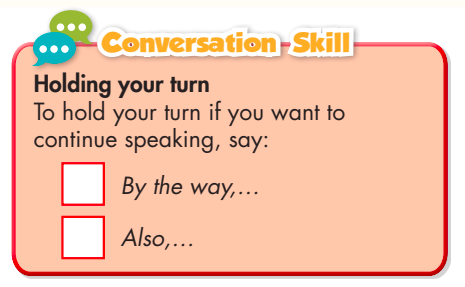 Conversation Skill
Holding your turn
To hold your turn if you want to
continue speaking, say:
By the way,...
Also,...